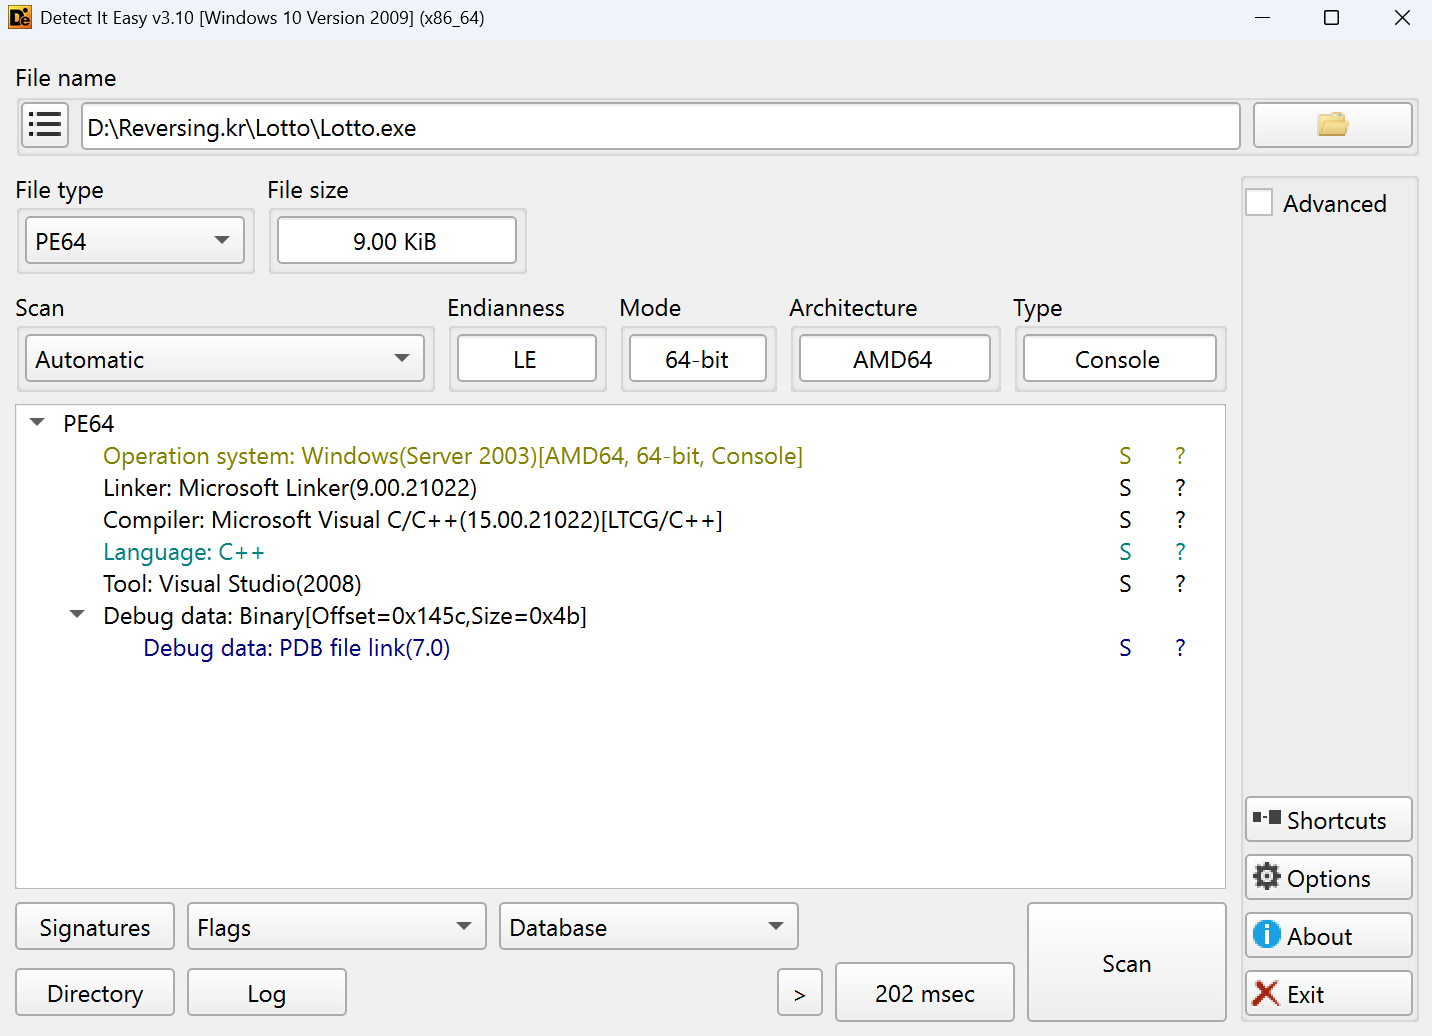 Detect It Easy v3.10 [Windows 10 Version 2009] (x86_64)
File name
D:\Reversing.kr\Lotto\Lotto.exe
File type
File size
Advanced
PE64
9.00 KiB
Scan
Endianness
Mode
Architecture
Type
Automatic
LE
64-bit
AMD64
Console
PE64
Operation system: Windows(Server 2003)[AMD64, 64-bit, Console] S ?
Linker: Microsoft Linker(9.00.21022) S ?
Compiler: Microsoft Visual C/C++(15.00.21022)[LTCG/C++] S ?
Language: C++ S ?
Tool: Visual Studio(2008) S ?
Debug data: Binary[Offset=0x145c,Size=0x4b]
Debug data: PDB file link(7.0) S ?
Shortcuts
Options
About
Exit
Signatures
Flags
Database
Scan
Directory
Log
>
202 msec